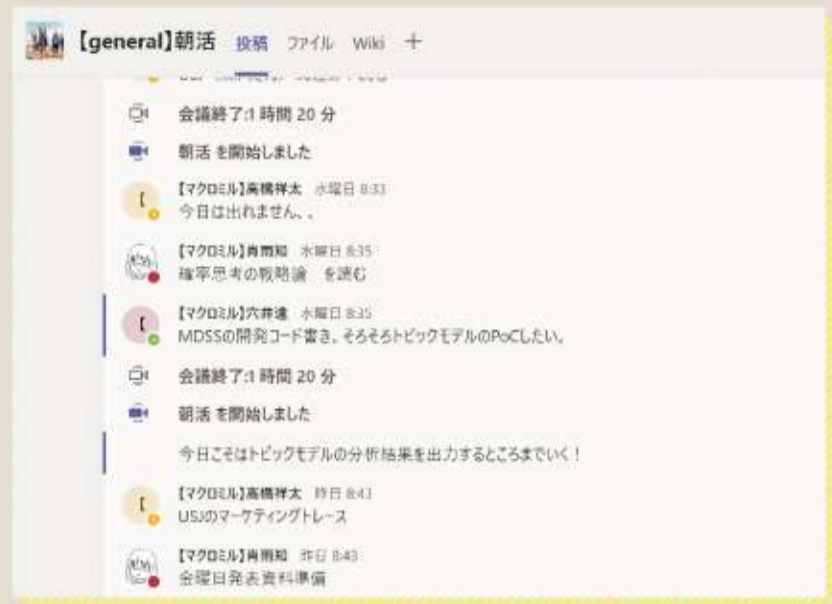 【general】朝活 投稿 ファイル Wiki
会議終了:1 時間 20 分
朝活 を開始しました
【マクロミル】高橋祥太 水曜日 8:33
今日は出れません、。
【マクロミル】肖雨知 水曜日 8:35
確率思考の戦略論 を読む
【マクロミル】穴井遼 水曜日 8:35
MDSSの開発コード書き。そろそろトピックモデルのPoCしたい。
会議終了:1 時間 20 分
朝活 を開始しました
今日こそはトピックモデルの分析結果を出力するところまでいく！
【マクロミル】高橋祥太 昨日 8:43
USJのマーケティングトレース
【マクロミル】肖雨知 昨日 8:43
金曜日発表資料準備